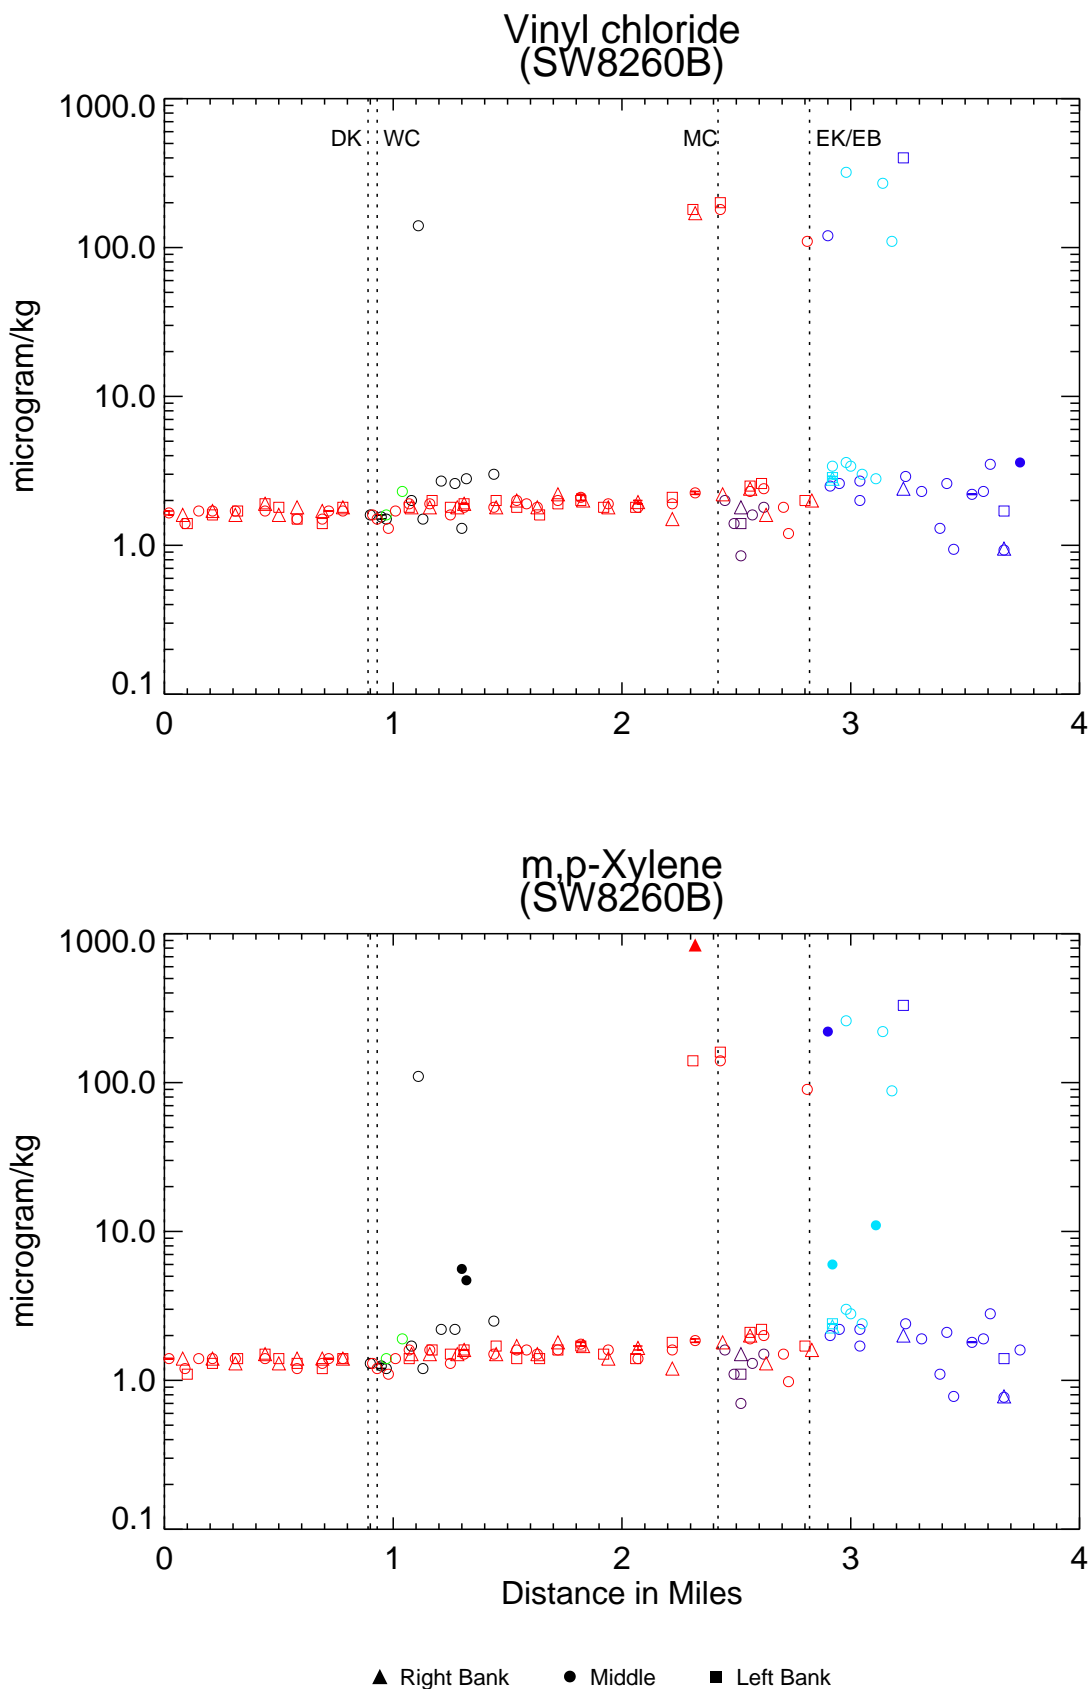 Vinyl chloride
(SW8260B)
1000.0
DK WC MC EK/EB
100.0
microgram/kg
10.0
1.0
0.1
0 1 2 3 4
m,p-Xylene
(SW8260B)
1000.0
100.0
microgram/kg
10.0
1.0
0.1
0 1 2 3 4
Distance in Miles
Right Bank Middle Left Bank